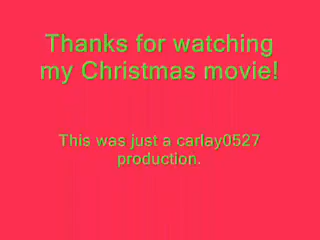 Thanks for watching
my Christmas movie!
This was just a carlay0527
production.